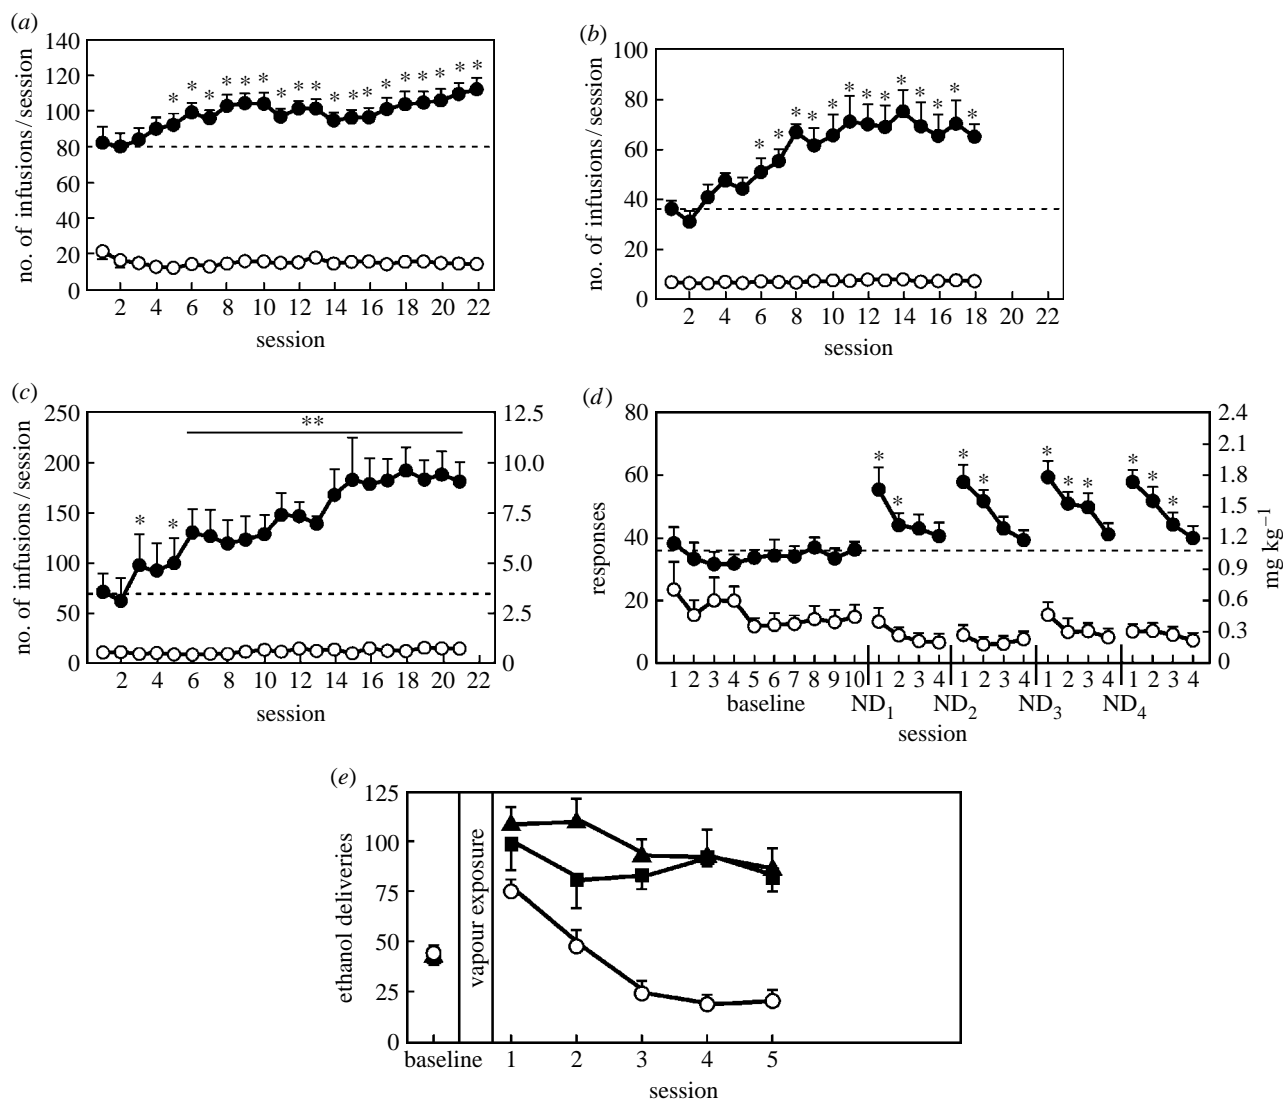 (a)
140
120
100
80
60
40
20
0
no. of infusions/session
* * * * * * * * * * * * * * * * * *
2 4 6 8 10 12 14 16 18 20 22
session
(b)
100
80
60
40
20
0
no. of infusions/session
* * * * * * * * * * * * *
2 4 6 8 10 12 14 16 18 20 22
session
(c)
250
200
150
100
50
0
no. of infusions/session
* *
**
12.5
10.0
7.5
5.0
2.5
0
2 4 6 8 10 12 14 16 18 20 22
session
(d)
80
60
40
20
0
responses
* * * * * * * * * *
2.4
2.1
1.8
1.5
1.2
0.9
0.6
0.3
0
mg kg⁻¹
1 2 3 4 5 6 7 8 9 10 1 2 3 4 1 2 3 4 1 2 3 4 1 2 3 4
baseline ND₁ ND₂ ND₃ ND₄
session
(e)
125
100
75
50
25
0
ethanol deliveries
vapour exposure
baseline 1 2 3 4 5
session